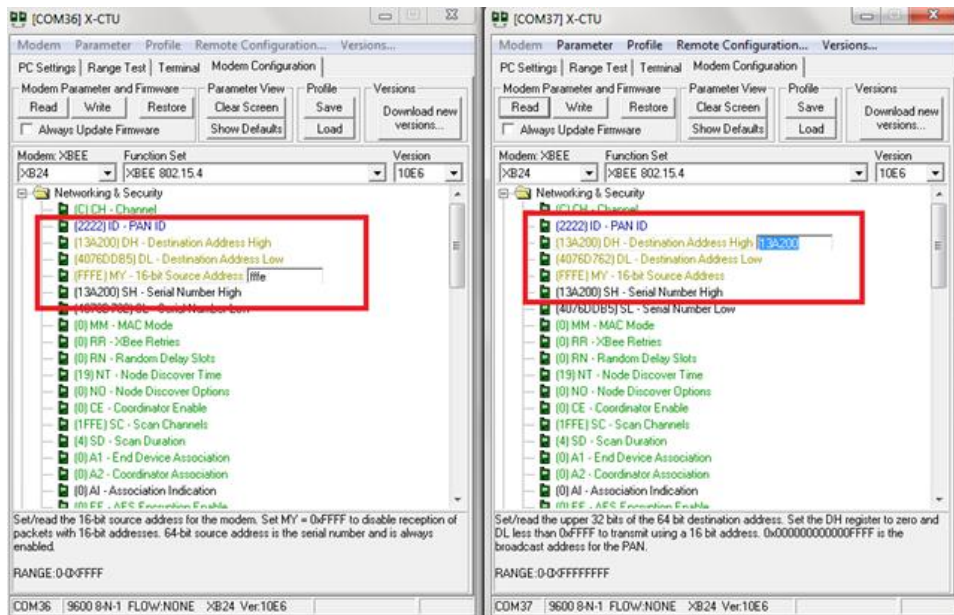 [COM36] X-CTU
Modem Parameter Profile Remote Configuration... Versions...
PC Settings Range Test Terminal Modem Configuration
Modem Parameter and Firmware Parameter View Profile Versions
Read Write Restore Clear Screen Save Download new versions...
Always Update Firmware Show Defaults Load
Modem: XBEE Function Set Version
XB24 XBEE 802.15.4 10E6
Networking & Security
(C) CH - Channel
(2222) ID - PAN ID
(13A200) DH - Destination Address High
(4076DDB5) DL - Destination Address Low
(FFFE) MY - 16-bit Source Address fffe
(13A200) SH - Serial Number High
(4076D762) SL - Serial Number Low
(0) MM - MAC Mode
(0) RR - XBee Retries
(0) RN - Random Delay Slots
(19) NT - Node Discover Time
(0) NO - Node Discover Options
(0) CE - Coordinator Enable
(1FFE) SC - Scan Channels
(4) SD - Scan Duration
(0) A1 - End Device Association
(0) A2 - Coordinator Association
(0) AI - Association Indication
(0) EE - AES Encryption Enable
Set/read the 16-bit source address for the modem. Set MY = 0xFFFF to disable reception of
packets with 16-bit addresses. 64-bit source address is the serial number and is always
enabled.
RANGE:0-0XFFFF
COM36 9600 8-N-1 FLOW:NONE XB24 Ver:10E6
[COM37] X-CTU
Modem Parameter Profile Remote Configuration... Versions...
PC Settings Range Test Terminal Modem Configuration
Modem Parameter and Firmware Parameter View Profile Versions
Read Write Restore Clear Screen Save Download new versions...
Always Update Firmware Show Defaults Load
Modem: XBEE Function Set Version
XB24 XBEE 802.15.4 10E6
Networking & Security
(C) CH - Channel
(2222) ID - PAN ID
(13A200) DH - Destination Address High 13A200
(4076D762) DL - Destination Address Low
(FFFE) MY - 16-bit Source Address
(13A200) SH - Serial Number High
(4076DDB5) SL - Serial Number Low
(0) MM - MAC Mode
(0) RR - XBee Retries
(0) RN - Random Delay Slots
(19) NT - Node Discover Time
(0) NO - Node Discover Options
(0) CE - Coordinator Enable
(1FFE) SC - Scan Channels
(4) SD - Scan Duration
(0) A1 - End Device Association
(0) A2 - Coordinator Association
(0) AI - Association Indication
(0) EE - AES Encryption Enable
Set/read the upper 32 bits of the 64 bit destination address. Set the DH register to zero and
DL less than 0xFFFF to transmit using a 16 bit address. 0x000000000000FFFF is the
broadcast address for the PAN.
RANGE:0-0XFFFFFFFF
COM37 9600 8-N-1 FLOW:NONE XB24 Ver:10E6